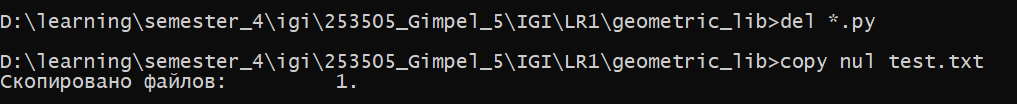 D:\learning\semester_4\igi\253505_Gimpel_5\IGI\LR1\geometric_lib>del *.py
D:\learning\semester_4\igi\253505_Gimpel_5\IGI\LR1\geometric_lib>copy nul test.txt
Скопировано файлов:         1.